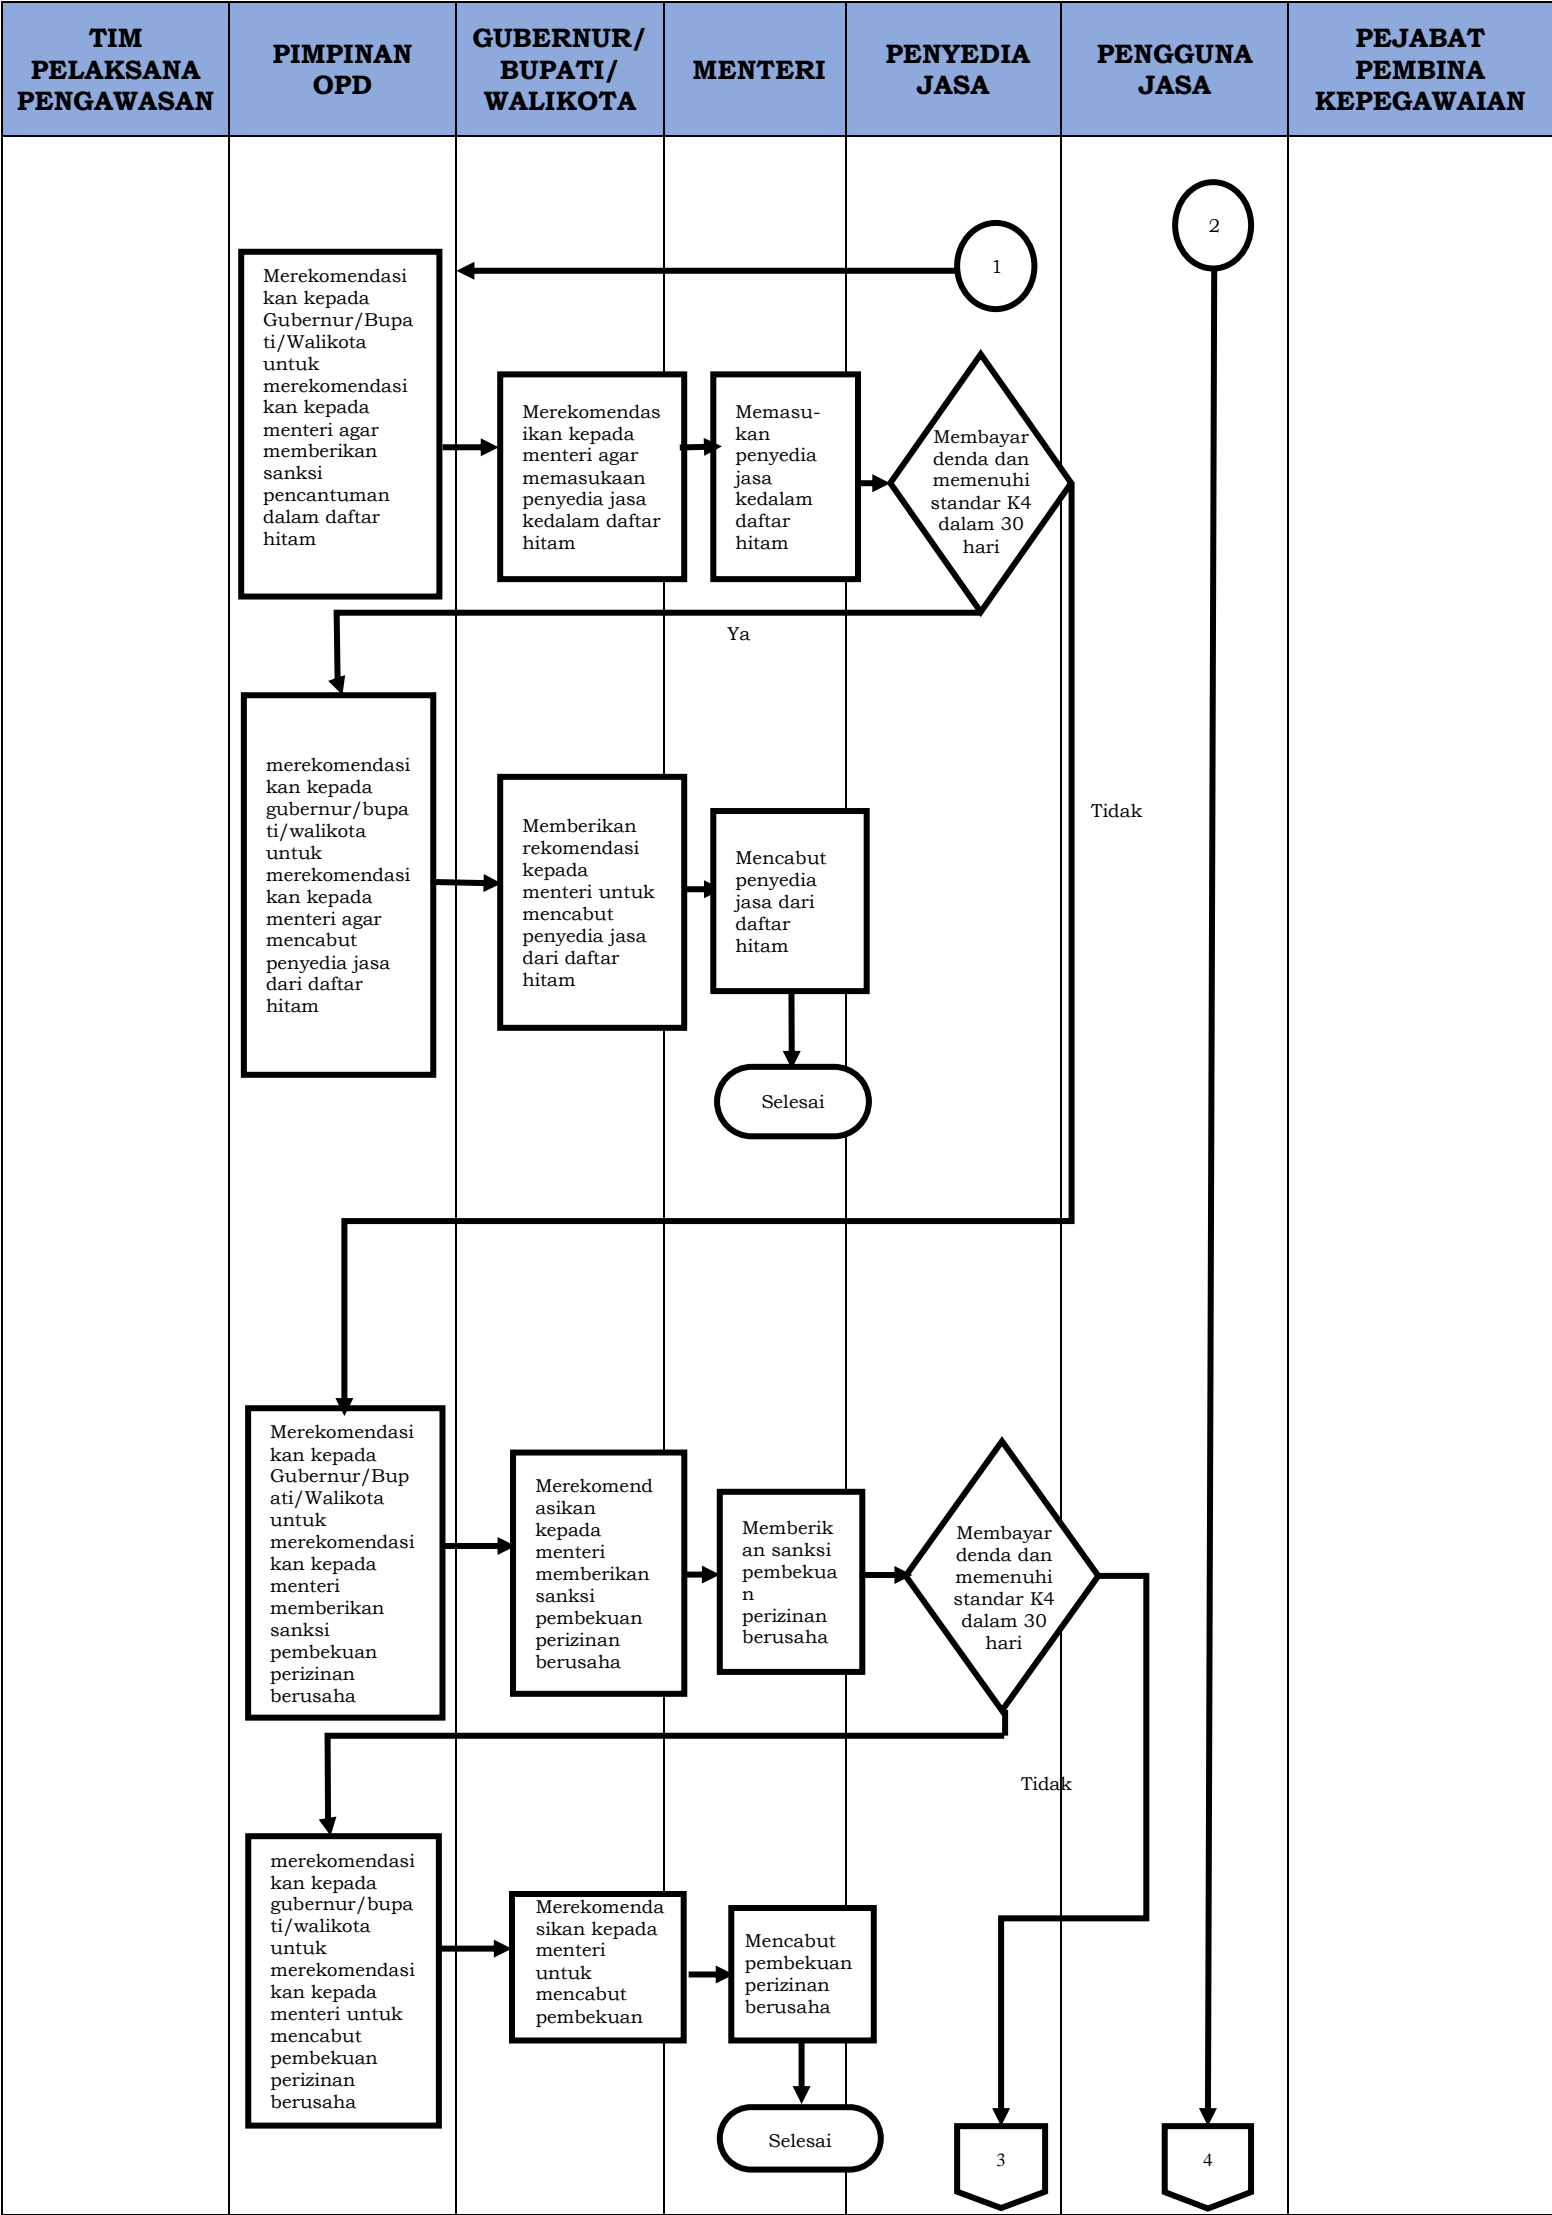 TIM
PELAKSANA
PENGAWASAN
PIMPINAN
OPD
GUBERNUR/
BUPATI/
WALIKOTA
MENTERI
PENYEDIA
JASA
PENGGUNA
JASA
PEJABAT
PEMBINA
KEPEGAWAIAN
1
2
Merekomendasi
kan kepada
Gubernur/Bupa
ti/Walikota
untuk
merekomendasi
kan kepada
menteri agar
memberikan
sanksi
pencantuman
dalam daftar
hitam
Merekomendas
ikan kepada
menteri agar
memasukaan
penyedia jasa
kedalam daftar
hitam
Memasu-
kan
penyedia
jasa
kedalam
daftar
hitam
Membayar
denda dan
memenuhi
standar K4
dalam 30
hari
Ya
Tidak
merekomendasi
kan kepada
gubernur/bupa
ti/walikota
untuk
merekomendasi
kan kepada
menteri agar
mencabut
penyedia jasa
dari daftar
hitam
Memberikan
rekomendasi
kepada
menteri untuk
mencabut
penyedia jasa
dari daftar
hitam
Mencabut
penyedia
jasa dari
daftar
hitam
Selesai
Merekomendasi
kan kepada
Gubernur/Bup
ati/Walikota
untuk
merekomendasi
kan kepada
menteri
memberikan
sanksi
pembekuan
perizinan
berusaha
Merekomend
asikan
kepada
menteri
memberikan
sanksi
pembekuan
perizinan
berusaha
Memberik
an sanksi
pembekua
n
perizinan
berusaha
Membayar
denda dan
memenuhi
standar K4
dalam 30
hari
Tidak
merekomendasi
kan kepada
gubernur/bupa
ti/walikota
untuk
merekomendasi
kan kepada
menteri untuk
mencabut
pembekuan
perizinan
berusaha
Merekomenda
sikan kepada
menteri
untuk
mencabut
pembekuan
Mencabut
pembekuan
perizinan
berusaha
Selesai
3
4